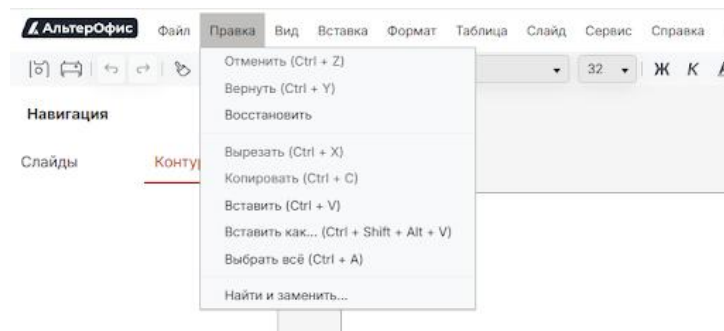 АльтерОфис Файл Правка Вид Вставка Формат Таблица Слайд Сервис Справка
32 Ж К
Отменить (Ctrl + Z)
Вернуть (Ctrl + Y)
Восстановить
Навигация
Слайды
Вырезать (Ctrl + X)
Копировать (Ctrl + C)
Вставить (Ctrl + V)
Вставить как... (Ctrl + Shift + Alt + V)
Выбрать всё (Ctrl + A)
Найти и заменить...